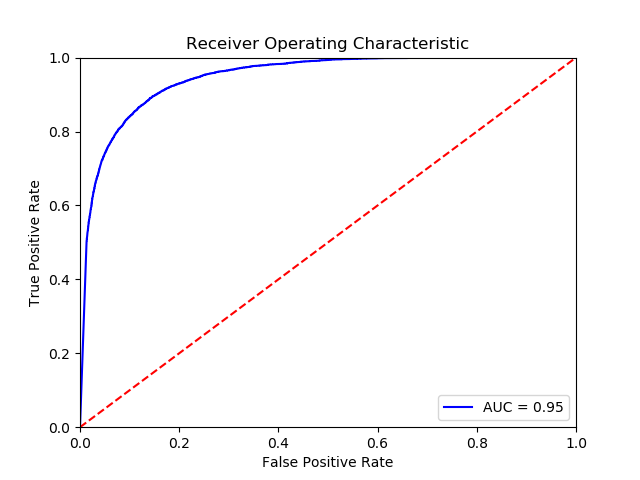 Receiver Operating Characteristic
1.0
0.8
0.6
0.4
0.2
0.0
True Positive Rate
AUC = 0.95
0.0 0.2 0.4 0.6 0.8 1.0
False Positive Rate